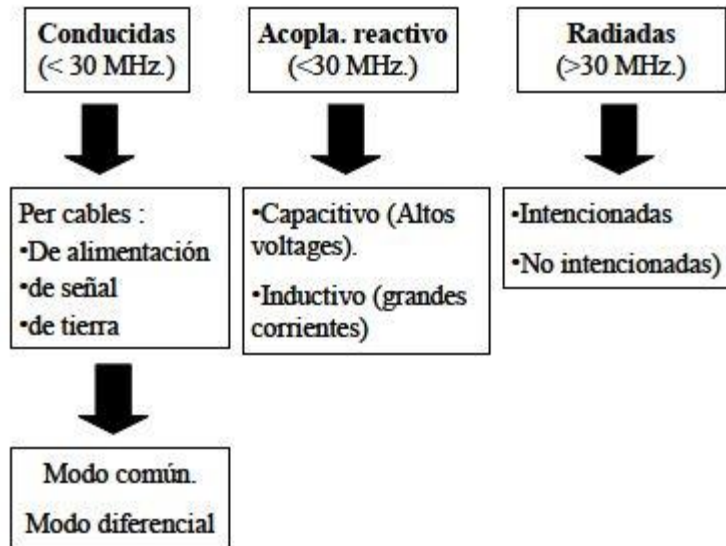 Conducidas
(< 30 MHz.)
Acopla. reactivo
(<30 MHz.)
Radiadas
(>30 MHz.)
Per cables :
•De alimentación
•de señal
•de tierra
•Capacitivo (Altos
voltages).
•Inductivo (grandes
corrientes)
•Intencionadas
•No intencionadas)
Modo común.
Modo diferencial